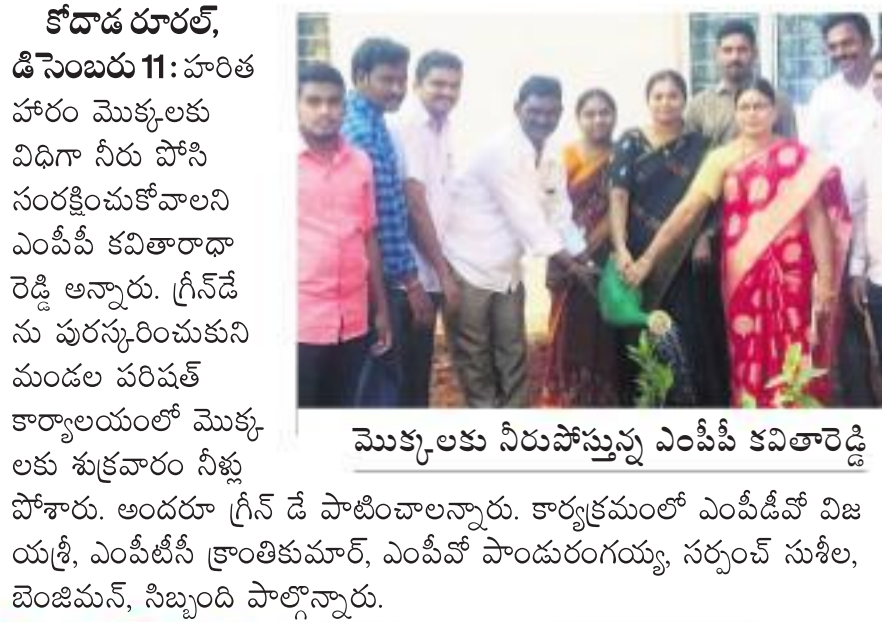 కోదాడ రూరల్,
డిసెంబరు 11: హరిత
హారం మొక్కలకు
విధిగా నీరు పోసి
సంరక్షించుకోవాలని
ఎంపీపీ కవితారాధా
రెడ్డి అన్నారు. గ్రీన్‌డే
ను పురస్కరించుకుని
మండల పరిషత్
కార్యాలయంలో మొక్క
లకు శుక్రవారం నీళ్లు
పోశారు. అందరూ గ్రీన్ డే పాటించాలన్నారు. కార్యక్రమంలో ఎంపీడీవో విజ
యశ్రీ, ఎంపీటీసీ క్రాంతికుమార్, ఎంపీవో పాండురంగయ్య, సర్పంచ్ సుశీల,
బెంజిమన్, సిబ్బంది పాల్గొన్నారు.
మొక్కలకు నీరుపోస్తున్న ఎంపీపీ కవితారెడ్డి